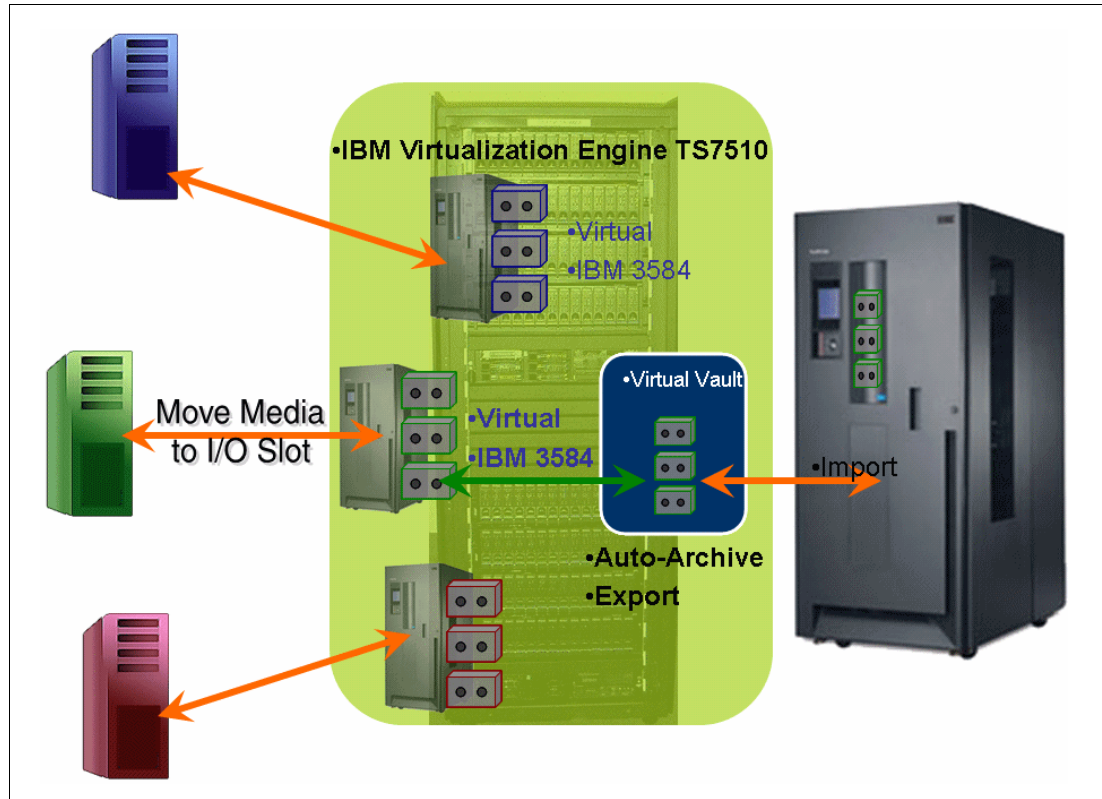 •IBM Virtualization Engine TS7510
•Virtual
•IBM 3584
Move Media
to I/O Slot
•Virtual
•IBM 3584
•Virtual Vault
•Import
•Auto-Archive
•Export